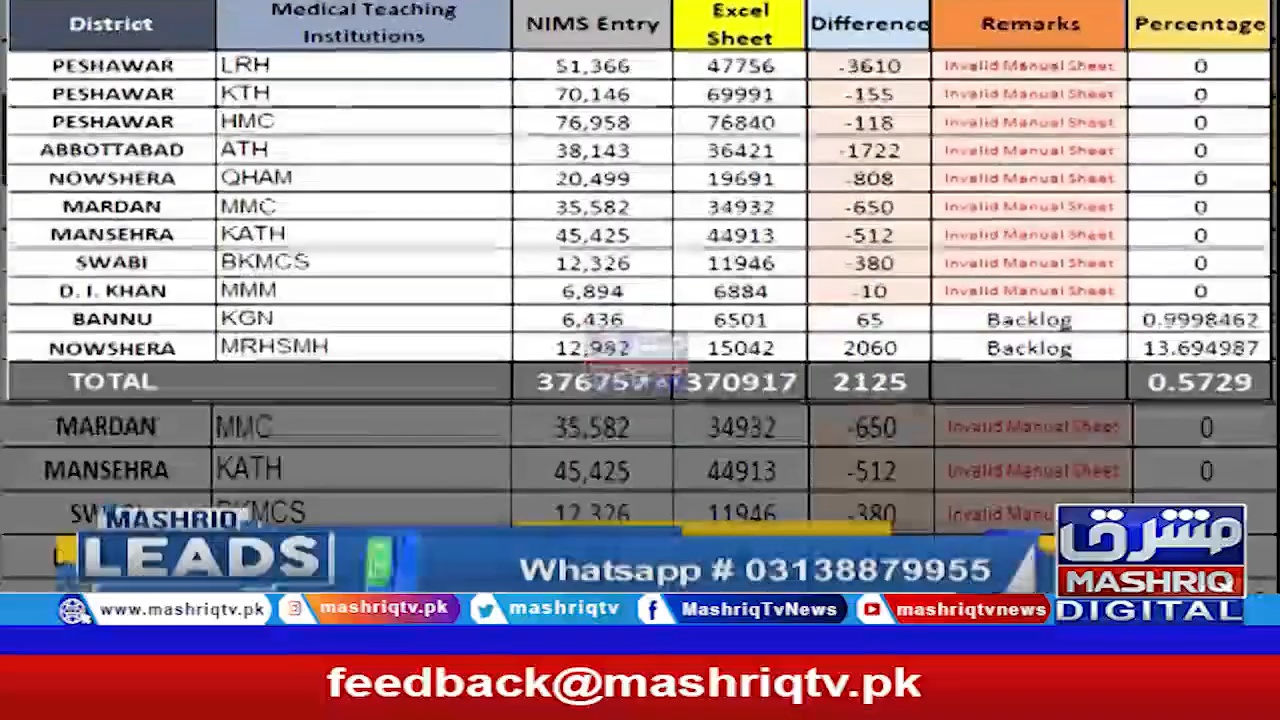 District Medical Teaching Institutions NIMS Entry Excel Sheet Difference Remarks Percentage
PESHAWAR LRH 51,366 47756 -3610 Invalid Manual Sheet 0
PESHAWAR KTH 70,146 69991 -155 Invalid Manual Sheet 0
PESHAWAR HMC 76,958 76840 -118 Invalid Manual Sheet 0
ABBOTTABAD ATH 38,143 36421 -1722 Invalid Manual Sheet 0
NOWSHERA QHAM 20,499 19691 -808 Invalid Manual Sheet 0
MARDAN MMC 35,582 34932 -650 Invalid Manual Sheet 0
MANSEHRA KATH 45,425 44913 -512 Invalid Manual Sheet 0
SWABI BKMCS 12,326 11946 -380 Invalid Manual Sheet 0
D. I. KHAN MMM 6,894 6884 -10 Invalid Manual Sheet 0
BANNU KGN 6,436 6501 65 Backlog 0.9998462
NOWSHERA MRHSMH 12,982 15042 2060 Backlog 13.694987
TOTAL 370917 2125 0.5729
MARDAN MMC 35,582 34932 -650 Invalid Manual Sheet 0
MANSEHRA KATH 45,425 44913 -512 Invalid Manual Sheet 0
12,326 11946 -380 Invalid
MASHRIQ
LEADS
Whatsapp # 03138879955
مشرق
MASHRIQ
DIGITAL
www.mashriqtv.pk mashriqtv.pk mashriqtv MashriqTvNews mashriqtvnews
feedback@mashriqtv.pk